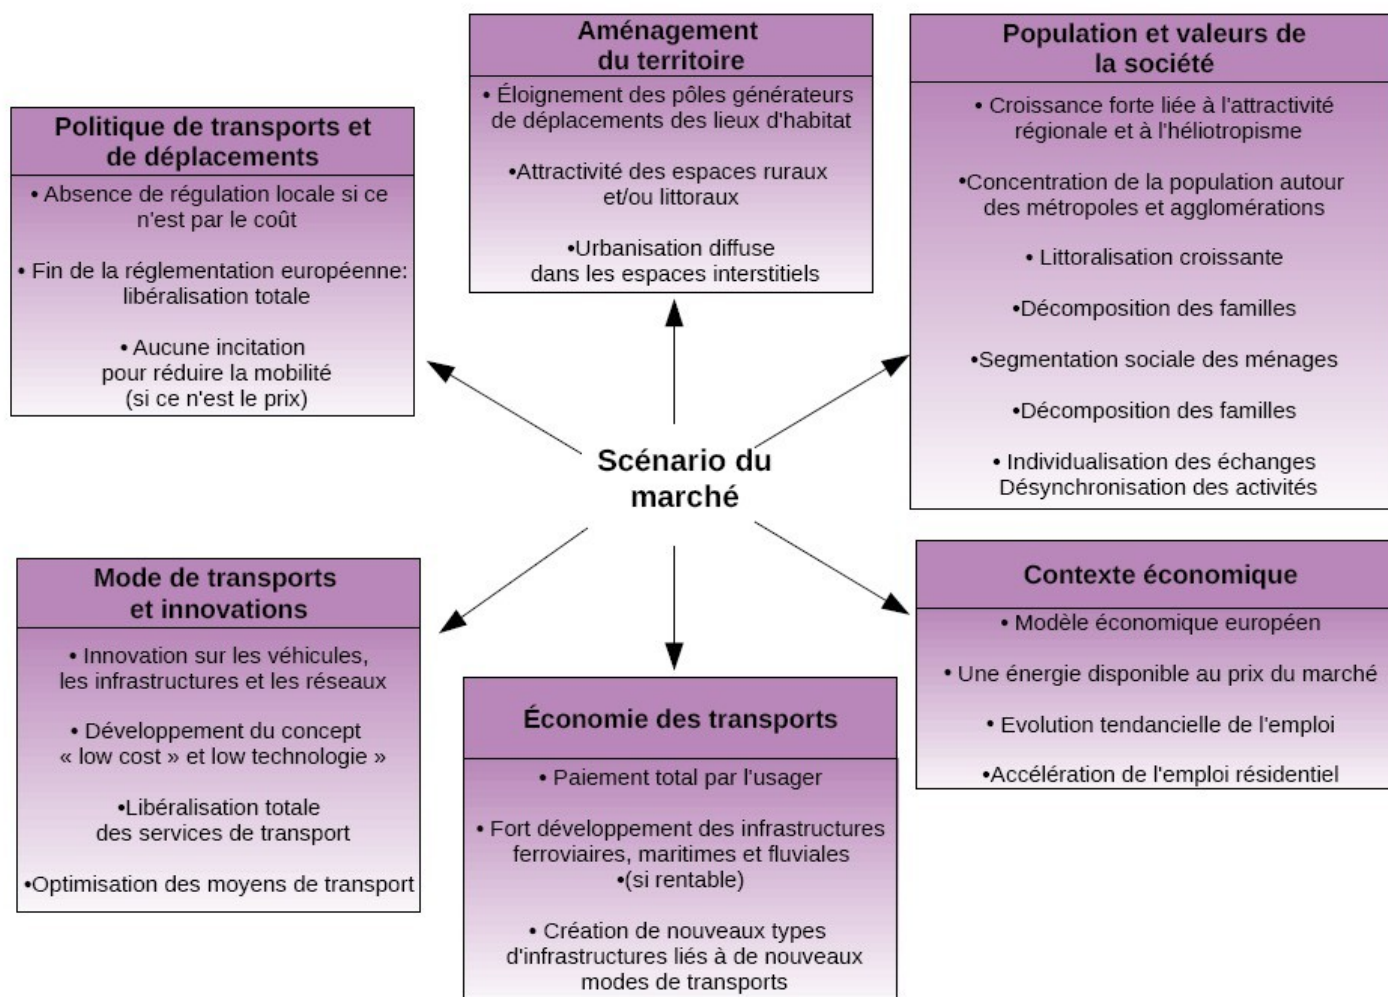 Politique de transports et
de déplacements
• Absence de régulation locale si ce
n'est par le coût
• Fin de la réglementation européenne:
libéralisation totale
• Aucune incitation
pour réduire la mobilité
(si ce n'est le prix)
Aménagement
du territoire
• Éloignement des pôles générateurs
de déplacements des lieux d'habitat
•Attractivité des espaces ruraux
et/ou littoraux
•Urbanisation diffuse
dans les espaces interstitiels
Population et valeurs de
la société
• Croissance forte liée à l'attractivité
régionale et à l'héliotropisme
•Concentration de la population autour
des métropoles et agglomérations
• Littoralisation croissante
•Décomposition des familles
•Segmentation sociale des ménages
•Décomposition des familles
• Individualisation des échanges
Désynchronisation des activités
Scénario du
marché
Mode de transports
et innovations
• Innovation sur les véhicules,
les infrastructures et les réseaux
• Développement du concept
« low cost » et low technologie »
•Libéralisation totale
des services de transport
•Optimisation des moyens de transport
Économie des transports
• Paiement total par l'usager
• Fort développement des infrastructures
ferroviaires, maritimes et fluviales
•(si rentable)
• Création de nouveaux types
d'infrastructures liés à de nouveaux
modes de transports
Contexte économique
• Modèle économique européen
• Une énergie disponible au prix du marché
• Evolution tendancielle de l'emploi
•Accélération de l'emploi résidentiel